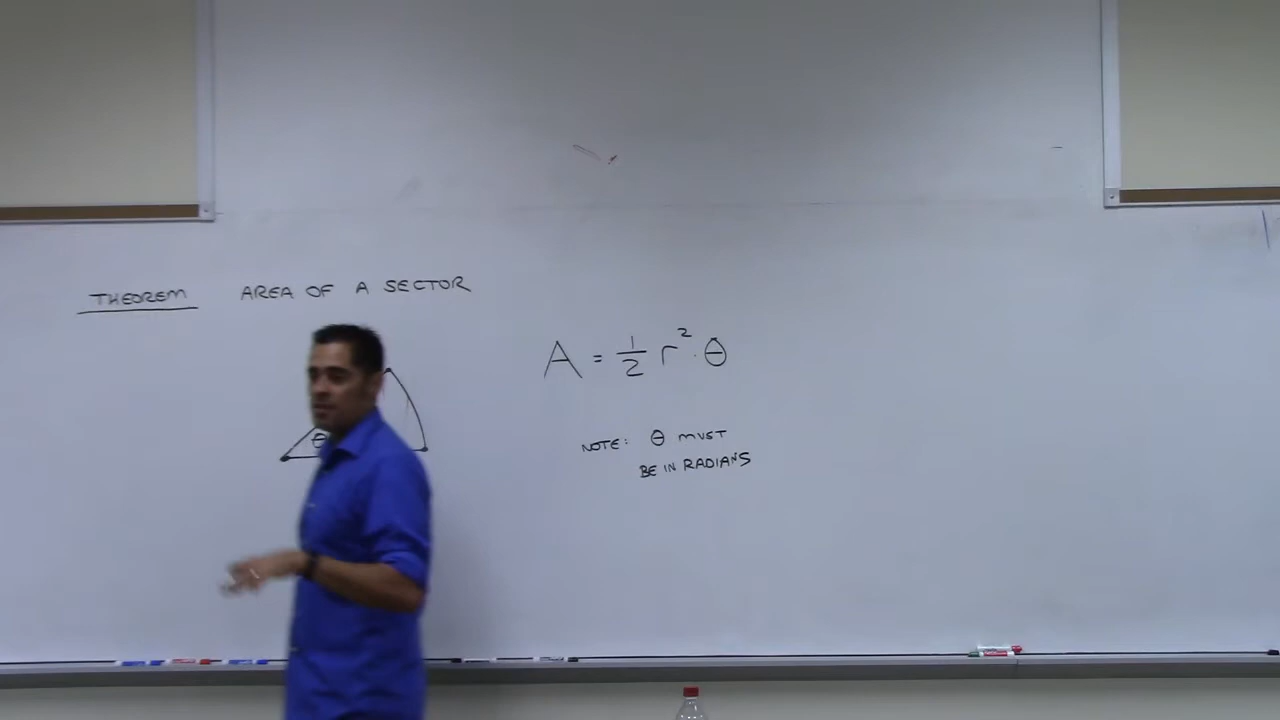 THEOREM AREA OF A SECTOR
A = 1/2 r² · θ
θ
NOTE: θ MUST
BE IN RADIANS